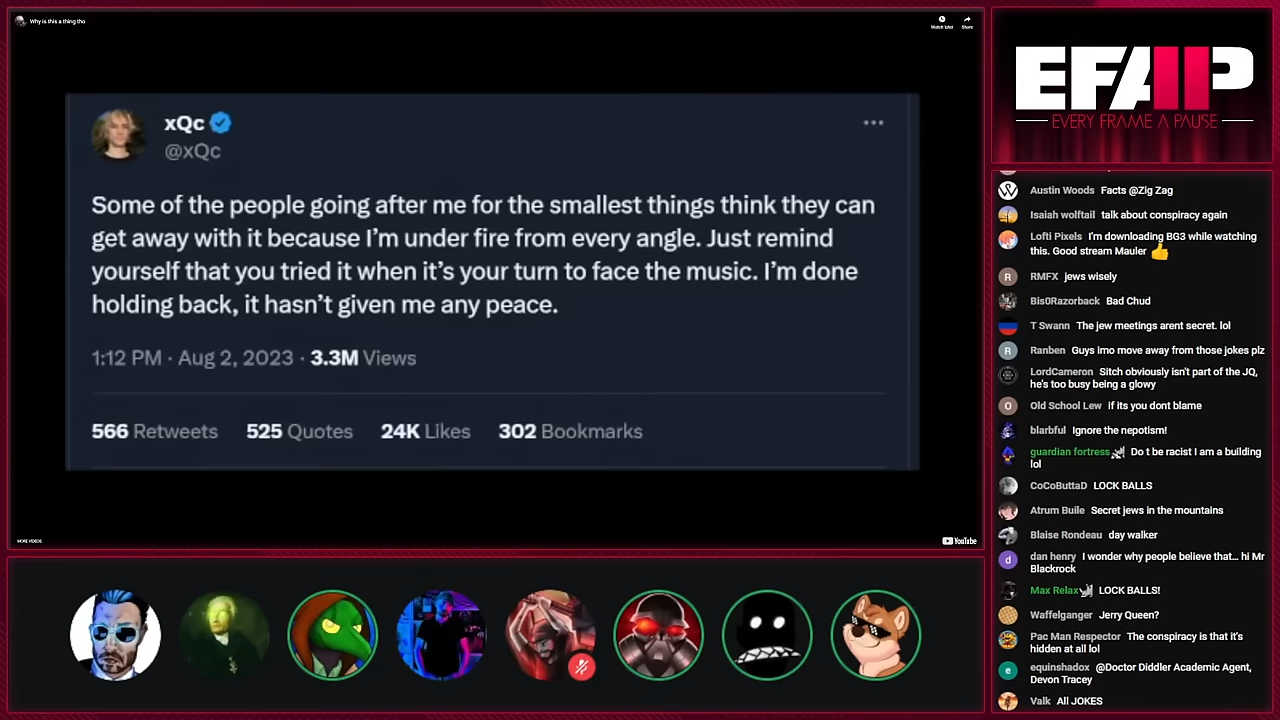 Why is this a thing tho
Watch later
Share
xQc
@xQc
Some of the people going after me for the smallest things think they can
get away with it because I'm under fire from every angle. Just remind
yourself that you tried it when it's your turn to face the music. I'm done
holding back, it hasn't given me any peace.
1:12 PM · Aug 2, 2023 · 3.3M Views
566 Retweets 525 Quotes 24K Likes 302 Bookmarks
MORE VIDEOS
YouTube
EFAP
EVERY FRAME A PAUSE
Austin Woods Facts @Zig Zag
Isaiah wolftail talk about conspiracy again
Lofti Pixels I'm downloading BG3 while watching
this. Good stream Mauler 👍
R
RMFX jews wisely
Bis0Razorback Bad Chud
T Swann The jew meetings arent secret. lol
R
Ranben Guys imo move away from those jokes plz
LordCameron Sitch obviously isn't part of the JQ,
he's too busy being a glowy
O
Old School Lew if its you dont blame
blarbful Ignore the nepotism!
guardian fortress Do t be racist I am a building
lol
CoCoButtaD LOCK BALLS
Atrum Buile Secret jews in the mountains
Blaise Rondeau day walker
d
dan henry I wonder why people believe that... hi Mr
Blackrock
Max Relax LOCK BALLS!
Waffelganger Jerry Queen?
Pac Man Respector The conspiracy is that it's
hidden at all lol
e
equinshadox @Doctor Diddler Academic Agent,
Devon Tracey
Valk All JOKES